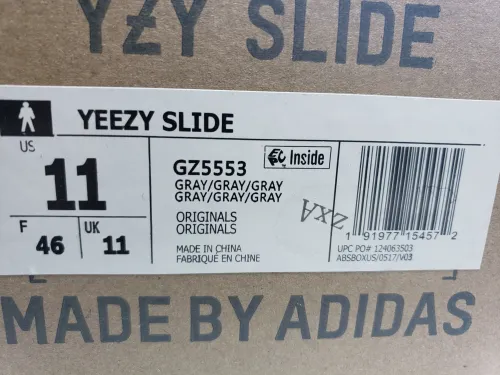 YZY SLIDE
YEEZY SLIDE
US
11
F
46
UK
11
GZ5553
Inside
GRAY/GRAY/GRAY
GRAY/GRAY/GRAY
ORIGINALS
ORIGINALS
MADE IN CHINA
FABRIQUE EN CHINE
ZXA
1 91977 15457 2
UPC PO# 124063503
ABSBOXUS/0517/V03
MADE BY ADIDAS